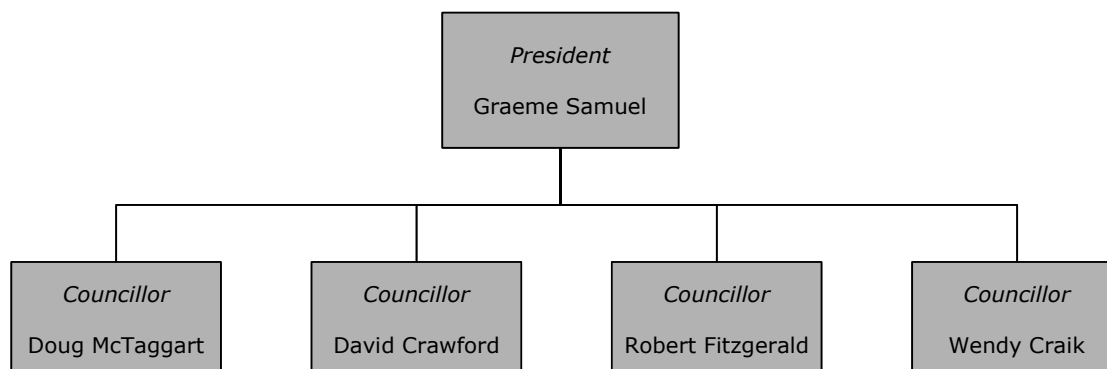 President
Graeme Samuel
Councillor
Doug McTaggart
Councillor
David Crawford
Councillor
Robert Fitzgerald
Councillor
Wendy Craik